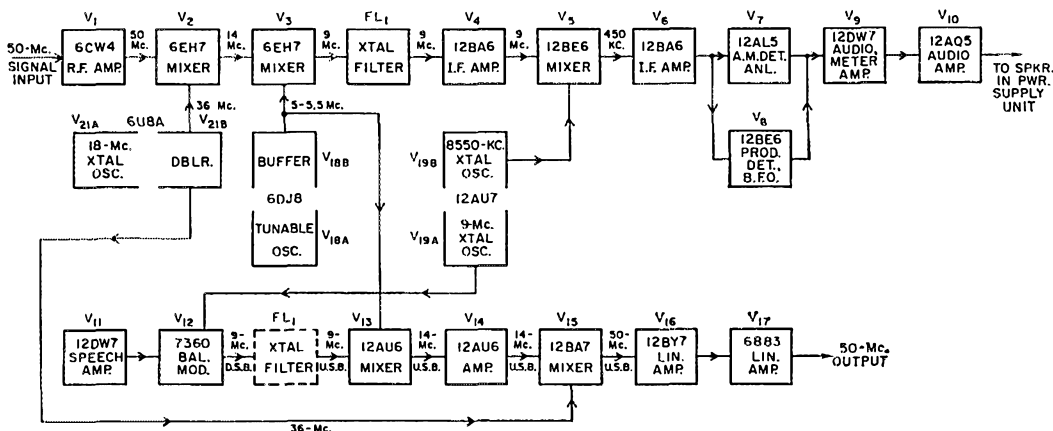 V1
V2
V3
FL1
V4
V5
V6
V7
V9
V10
50-Mc.
SIGNAL
INPUT
6CW4
R.F. AMP.
50
Mc.
6EH7
MIXER
14
Mc.
6EH7
MIXER
9
Mc.
XTAL
FILTER
9
Mc.
12BA6
I.F. AMP.
9
Mc.
12BE6
MIXER
450
KC.
12BA6
I.F. AMP.
12AL5
A.M. DET.
ANL.
12DW7
AUDIO,
METER
AMP.
12AQ5
AUDIO
AMP.
TO SPKR.
IN PWR.
SUPPLY
UNIT
36 Mc.
5-5.5 Mc.
V8
12BE6
PROD.
DET.,
B.F.O.
V21A
6U8A
V21B
18-Mc.
XTAL
OSC.
DBLR.
BUFFER
V18B
6DJ8
TUNABLE
OSC.
V18A
V19B
8550-KC.
XTAL
OSC.
12AU7
V19A
9-Mc.
XTAL
OSC.
V11
V12
FL1
V13
V14
V15
V16
V17
12DW7
SPEECH
AMP.
7360
BAL.
MOD.
9-
Mc.
D.S.B.
XTAL
FILTER
9-
Mc.
U.S.B.
12AU6
MIXER
14-
Mc.
U.S.B.
12AU6
AMP.
14-
Mc.
U.S.B.
12BA7
MIXER
50-
Mc.
U.S.B.
12BY7
LIN.
AMP.
6883
LIN.
AMP.
50-Mc.
OUTPUT
36-Mc.